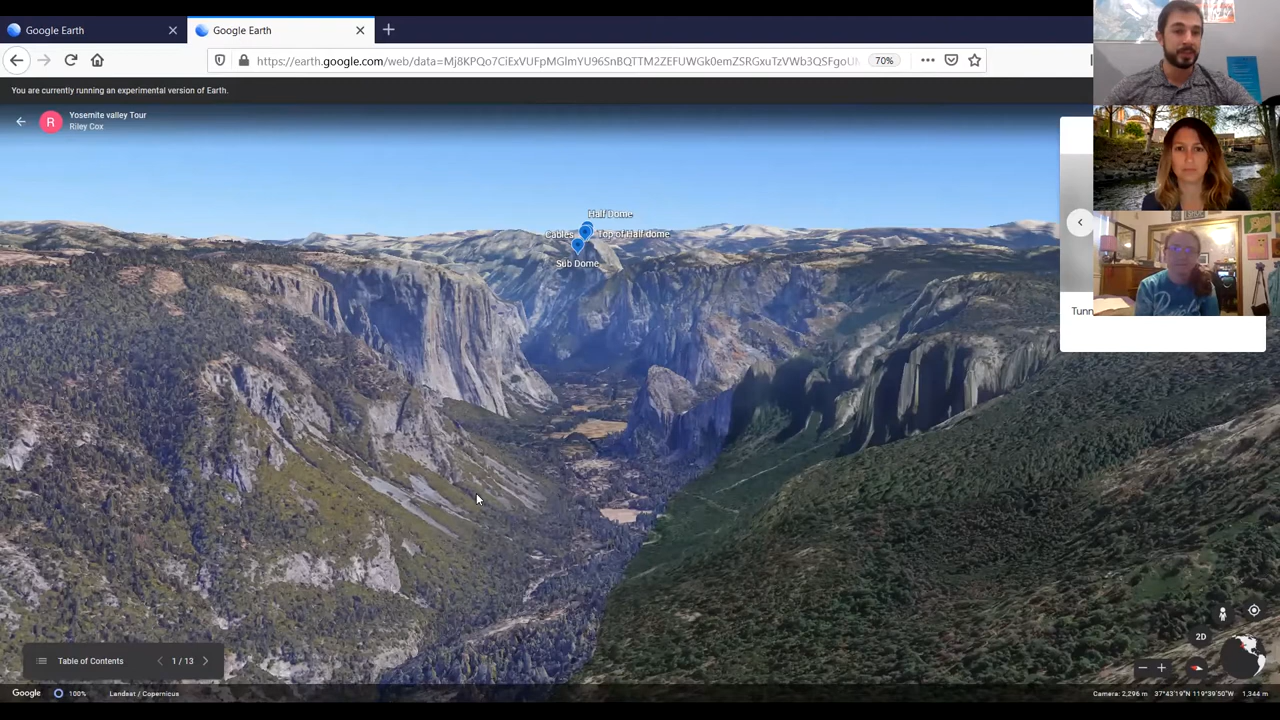 Google Earth
Google Earth
https://earth.google.com/web/data=Mj8KPQo7CiExVUFpMGlmYU96SnBQTTM2ZEFUWGk0emZSRGxuTzVWb3QSFgoUM
70%
You are currently running an experimental version of Earth.
R
Yosemite valley Tour
Riley Cox
Half Dome
Cables
Top of Half dome
Sub Dome
Tunn
Table of Contents
1 / 13
2D
Google
100%
Landsat / Copernicus
Camera: 2,296 m
37°43'19"N 119°39'50"W
1,344 m